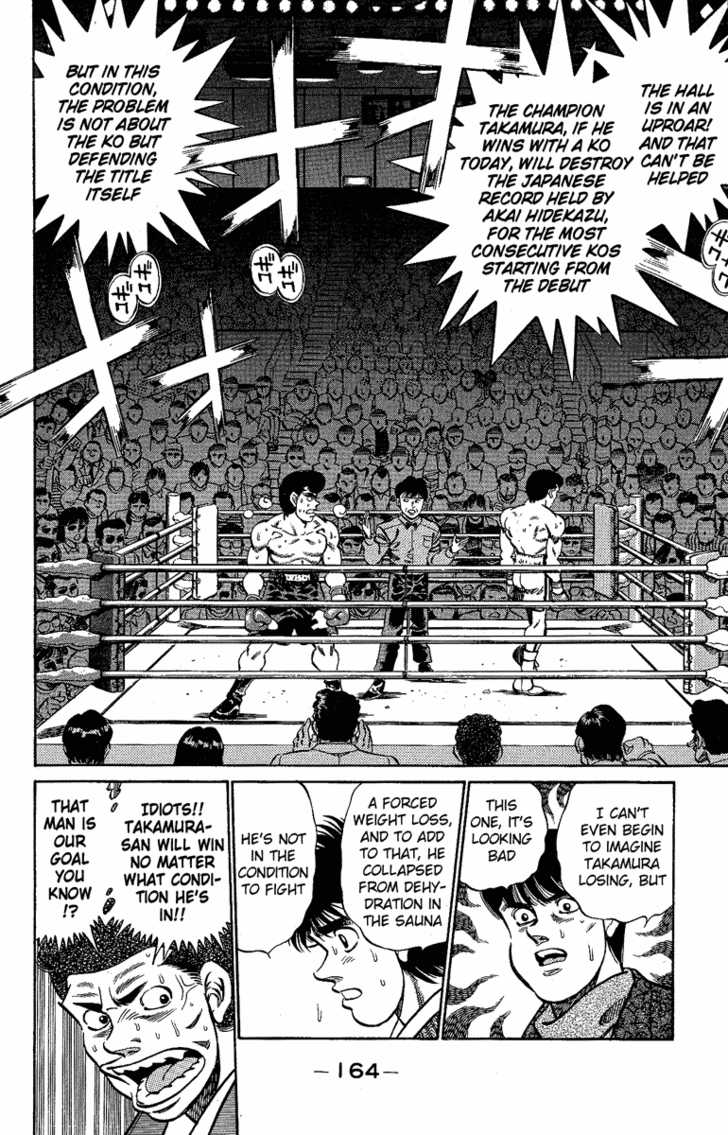 THE HALL
IS IN AN
UPROAR!
AND THAT
CAN'T BE
HELPED
THE CHAMPION
TAKAMURA, IF HE
WINS WITH A KO
TODAY, WILL DESTROY
THE JAPANESE
RECORD HELD BY
AKAI HIDEKAZU,
FOR THE MOST
CONSECUTIVE KOS
STARTING FROM
THE DEBUT
BUT IN THIS
CONDITION,
THE PROBLEM
IS NOT ABOUT
THE KO BUT
DEFENDING
THE TITLE
ITSELF
I CAN'T
EVEN BEGIN
TO IMAGINE
TAKAMURA
LOSING, BUT
THIS
ONE, IT'S
LOOKING
BAD
A FORCED
WEIGHT LOSS,
AND TO ADD
TO THAT, HE
COLLAPSED
FROM DEHY-
DRATION IN
THE SAUNA
HE'S NOT
IN THE
CONDITION
TO FIGHT
IDIOTS!!
TAKAMURA-
SAN WILL WIN
NO MATTER
WHAT CONDI-
TION HE'S
IN!!
THAT
MAN IS
OUR
GOAL
YOU
KNOW
!?
-164-